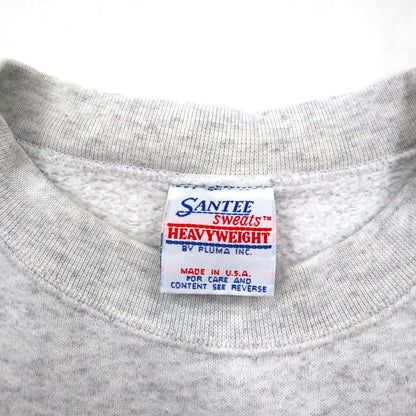 SANTEE
sweats™
HEAVYWEIGHT
BY PLUMA INC.
MADE IN U.S.A.
FOR CARE AND
CONTENT SEE REVERSE